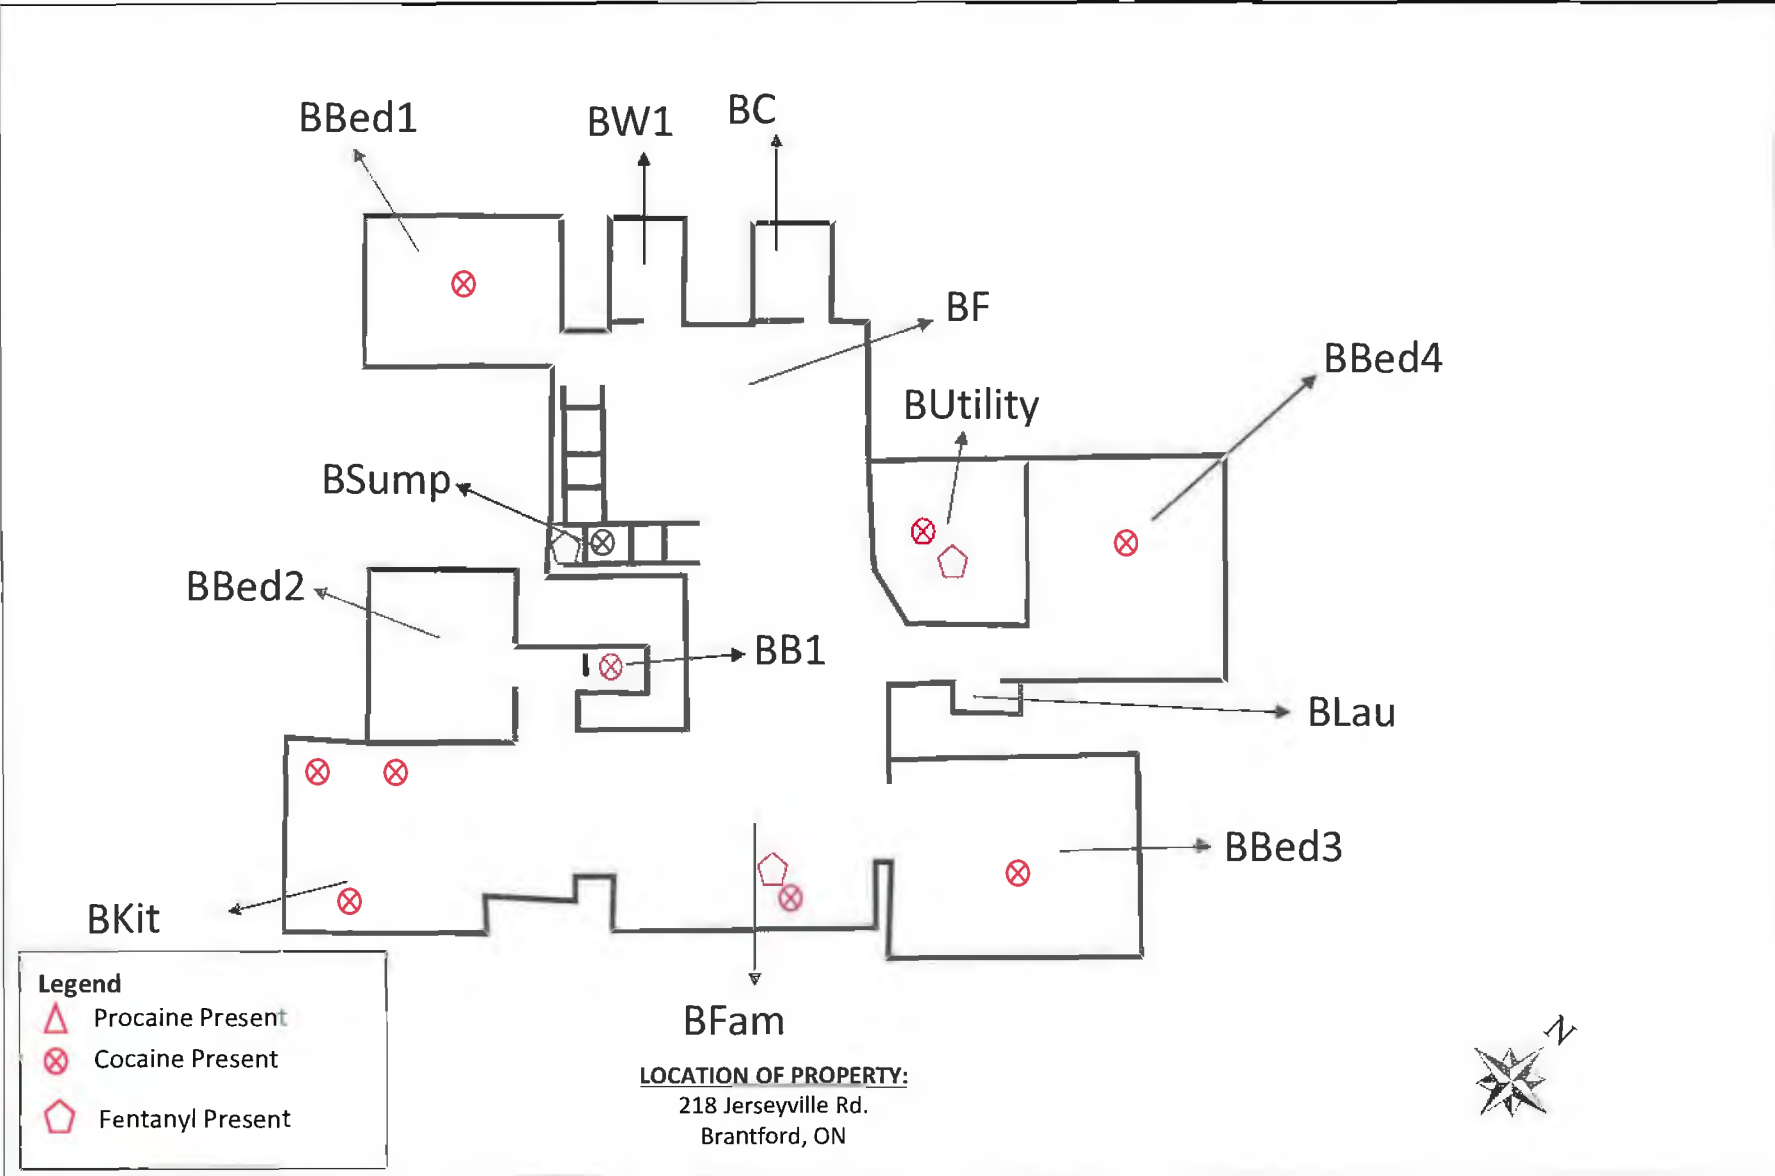 BBed1
BW1
BC
BF
BBed4
BUtility
BSump
BBed2
BB1
BLau
BBed3
BKit
BFam
Legend
Procaine Present
Cocaine Present
Fentanyl Present
LOCATION OF PROPERTY:
218 Jerseyville Rd.
Brantford, ON
N